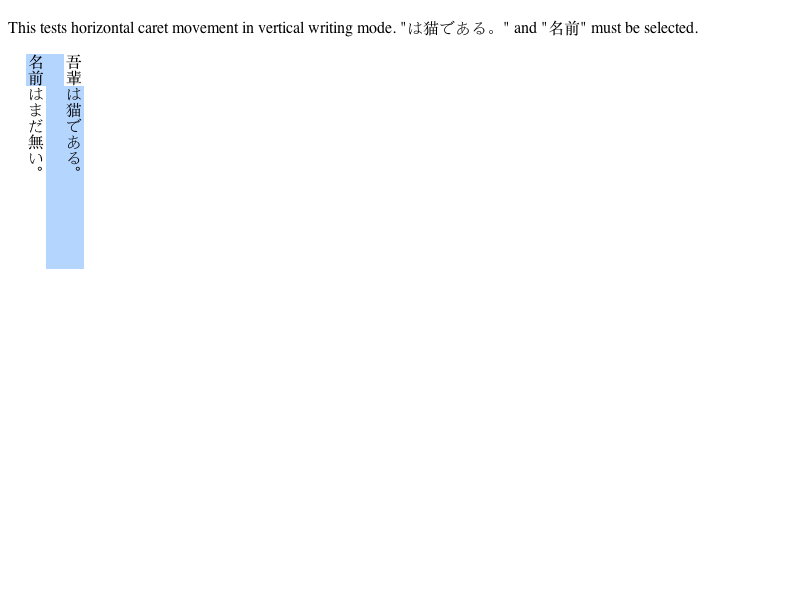 This tests horizontal caret movement in vertical writing mode. "は猫である。" and "名前" must be selected.
吾輩は猫である。
名前はまだ無い。